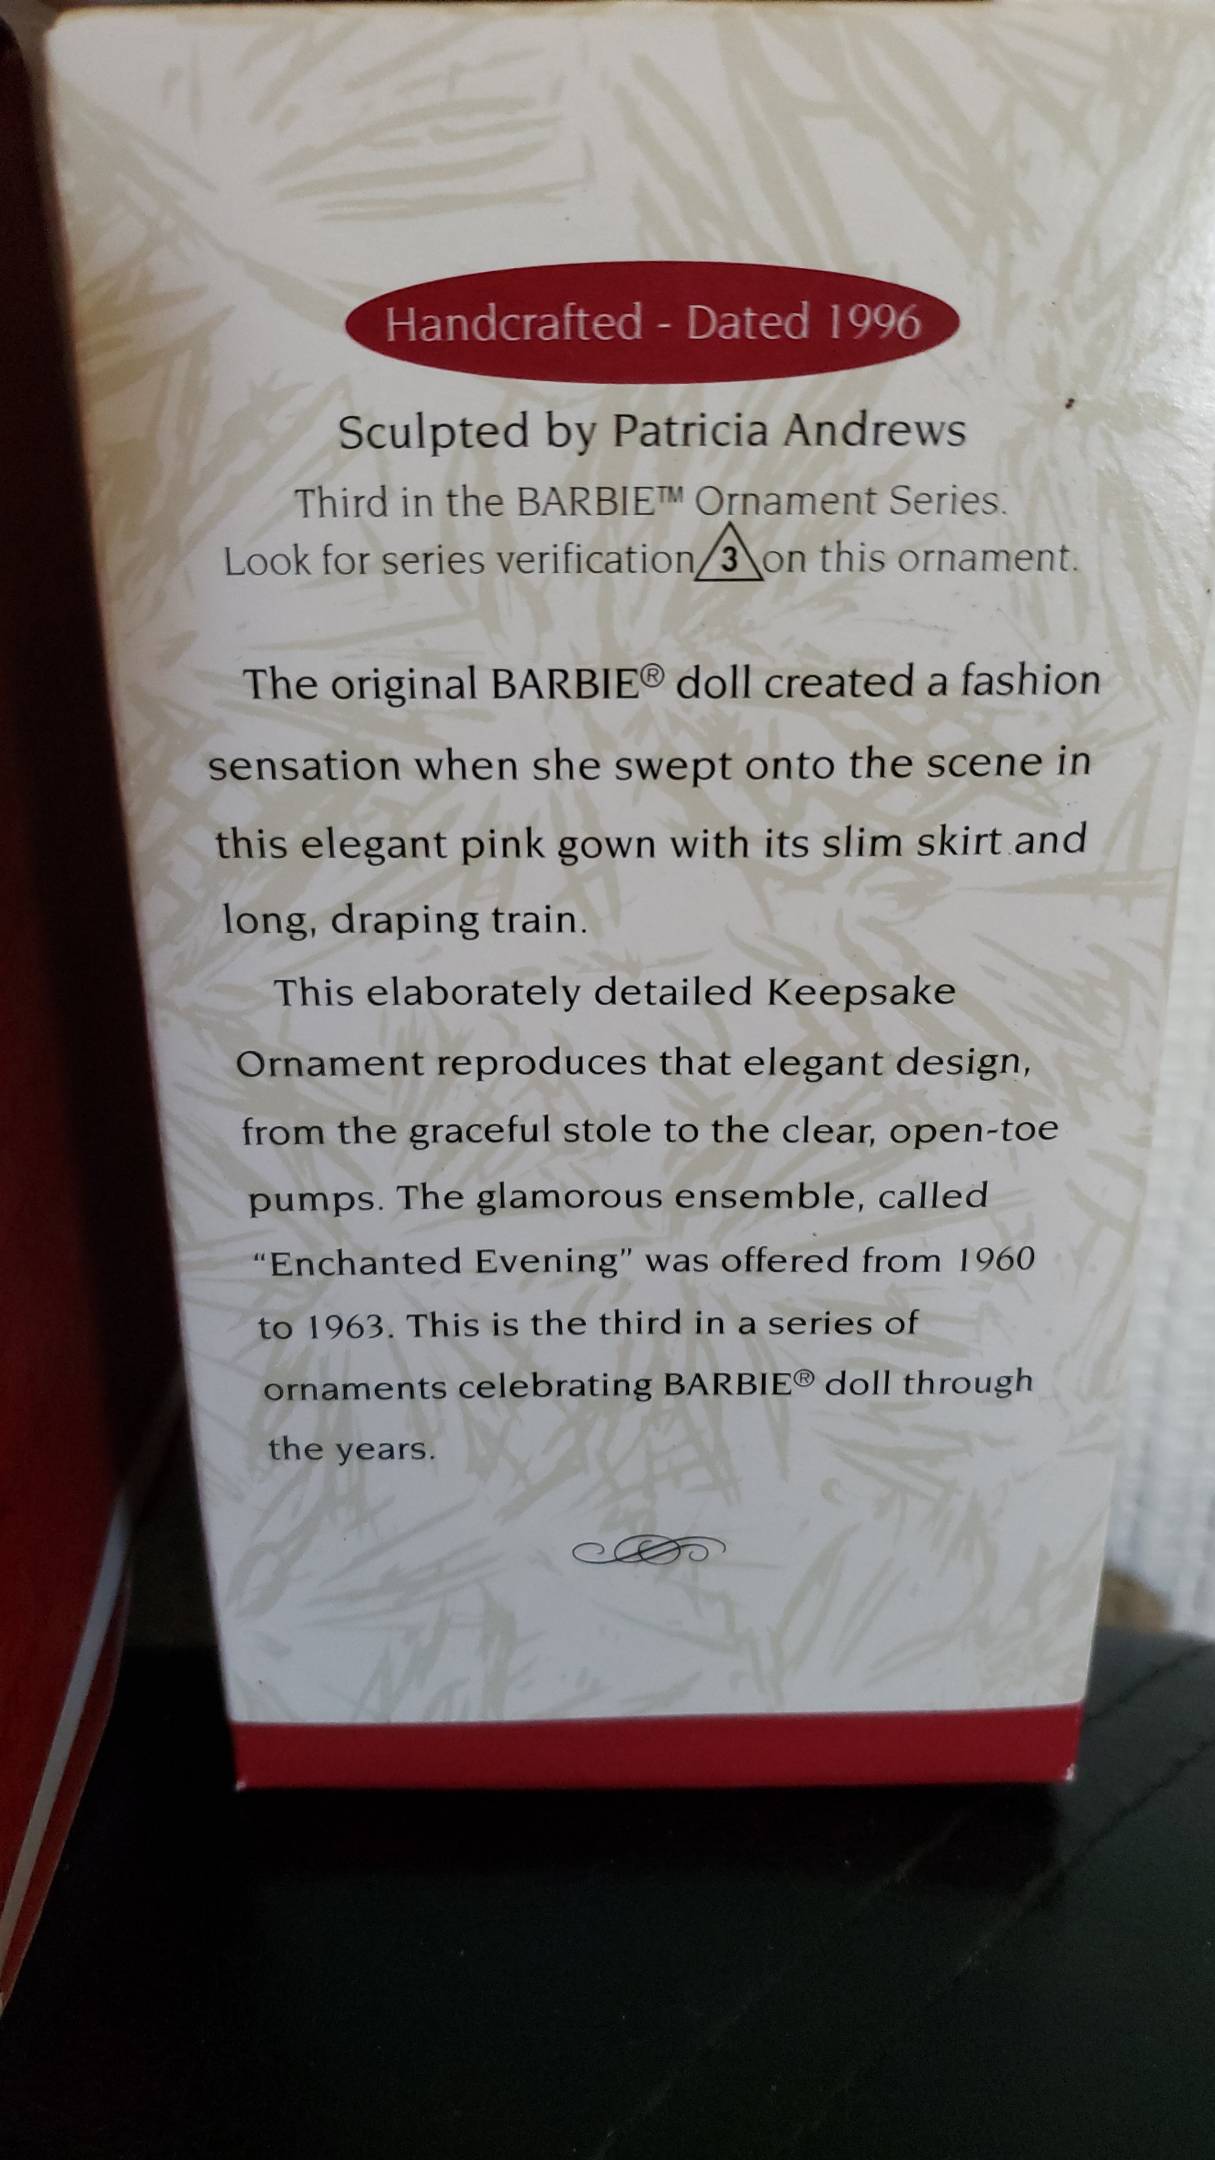 Handcrafted - Dated 1996
Sculpted by Patricia Andrews
Third in the BARBIE™ Ornament Series.
Look for series verification 3 on this ornament.
The original BARBIE® doll created a fashion
sensation when she swept onto the scene in
this elegant pink gown with its slim skirt and
long, draping train.
This elaborately detailed Keepsake
Ornament reproduces that elegant design,
from the graceful stole to the clear, open-toe
pumps. The glamorous ensemble, called
“Enchanted Evening” was offered from 1960
to 1963. This is the third in a series of
ornaments celebrating BARBIE® doll through
the years.